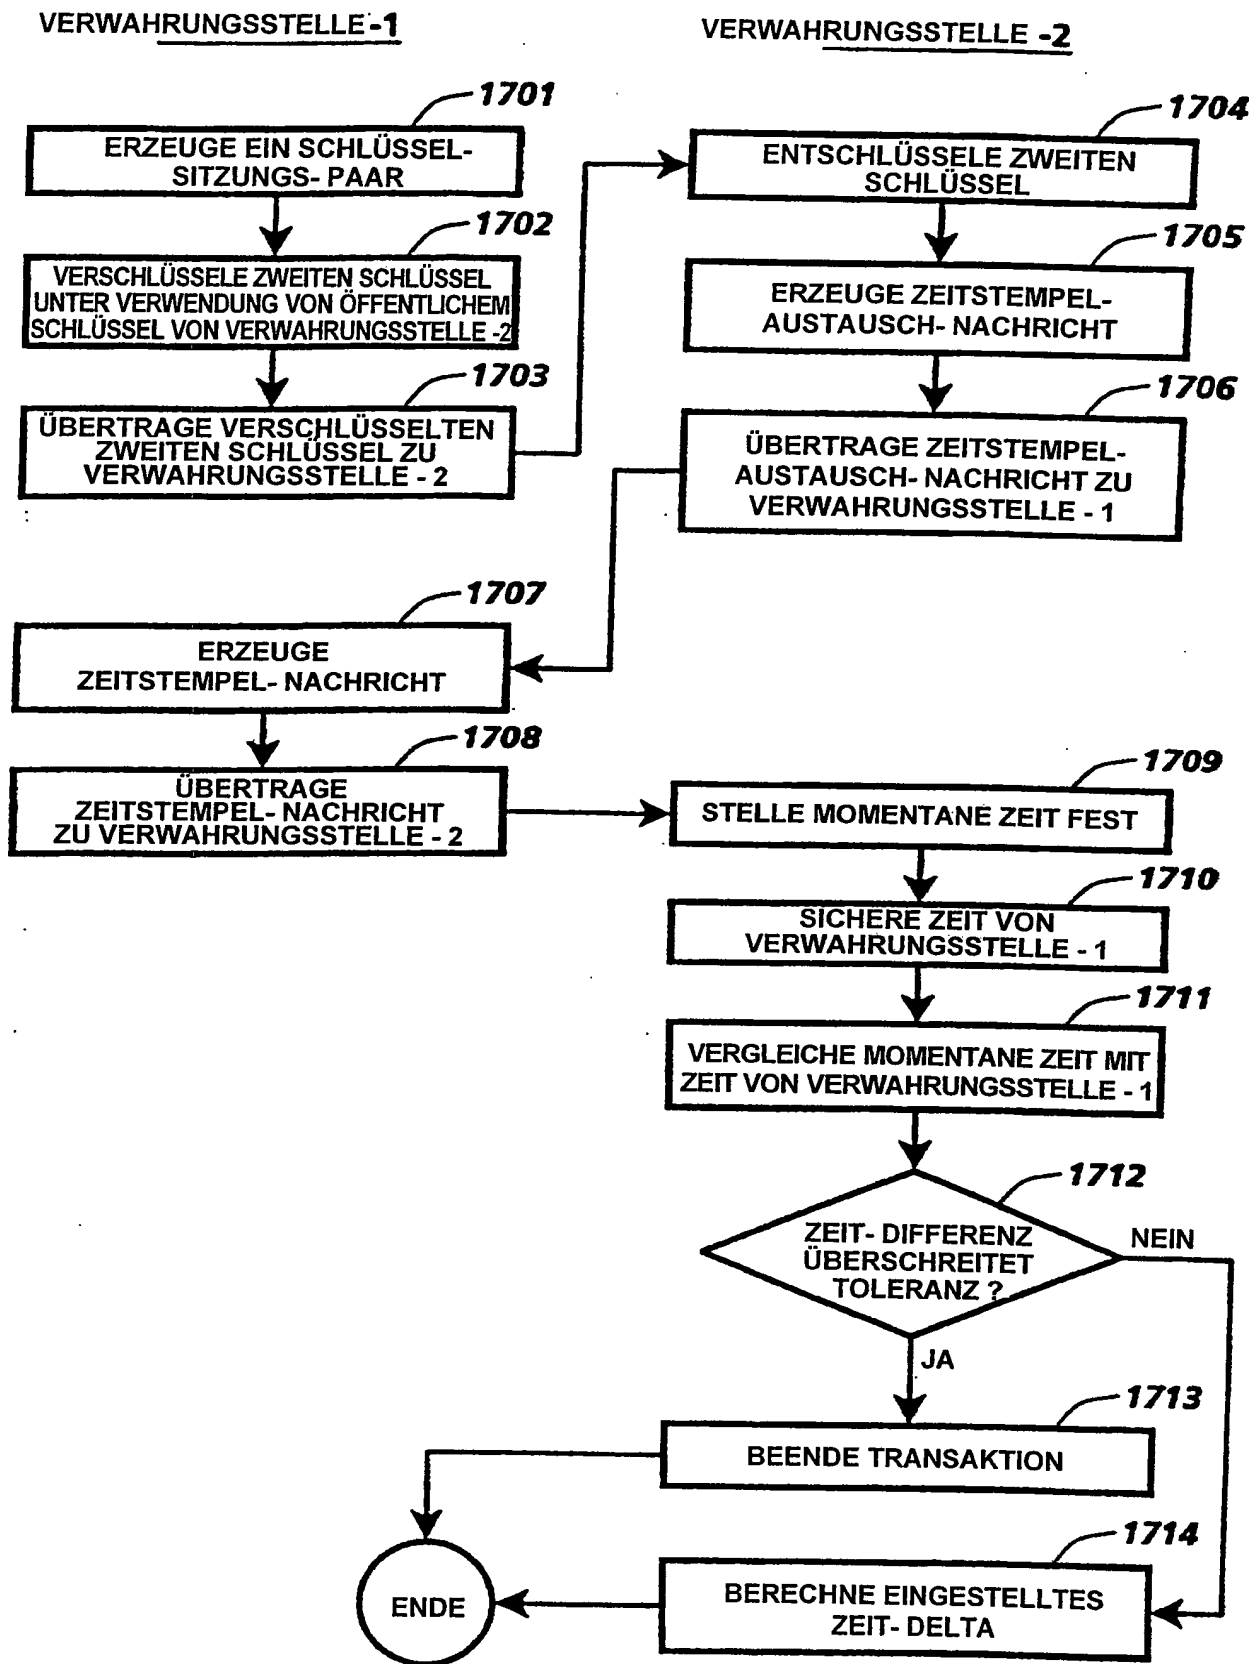 VERWAHRUNGSSTELLE -1
1701
ERZEUGE EIN SCHLÜSSEL-
SITZUNGS- PAAR
1702
VERSCHLÜSSELE ZWEITEN SCHLÜSSEL
UNTER VERWENDUNG VON ÖFFENTLICHEM
SCHLÜSSEL VON VERWAHRUNGSSTELLE -2
1703
ÜBERTRAGE VERSCHLÜSSELTEN
ZWEITEN SCHLÜSSEL ZU
VERWAHRUNGSSTELLE - 2
VERWAHRUNGSSTELLE -2
1704
ENTSCHLÜSSELE ZWEITEN
SCHLÜSSEL
1705
ERZEUGE ZEITSTEMPEL-
AUSTAUSCH- NACHRICHT
1706
ÜBERTRAGE ZEITSTEMPEL-
AUSTAUSCH- NACHRICHT ZU
VERWAHRUNGSSTELLE - 1
1707
ERZEUGE
ZEITSTEMPEL- NACHRICHT
1708
ÜBERTRAGE
ZEITSTEMPEL- NACHRICHT
ZU VERWAHRUNGSSTELLE - 2
1709
STELLE MOMENTANE ZEIT FEST
1710
SICHERE ZEIT VON
VERWAHRUNGSSTELLE - 1
1711
VERGLEICHE MOMENTANE ZEIT MIT
ZEIT VON VERWAHRUNGSSTELLE - 1
1712
ZEIT- DIFFERENZ
ÜBERSCHREITET
TOLERANZ ?
NEIN
JA
1713
BEENDE TRANSAKTION
1714
BERECHNE EINGESTELLTES
ZEIT- DELTA
ENDE